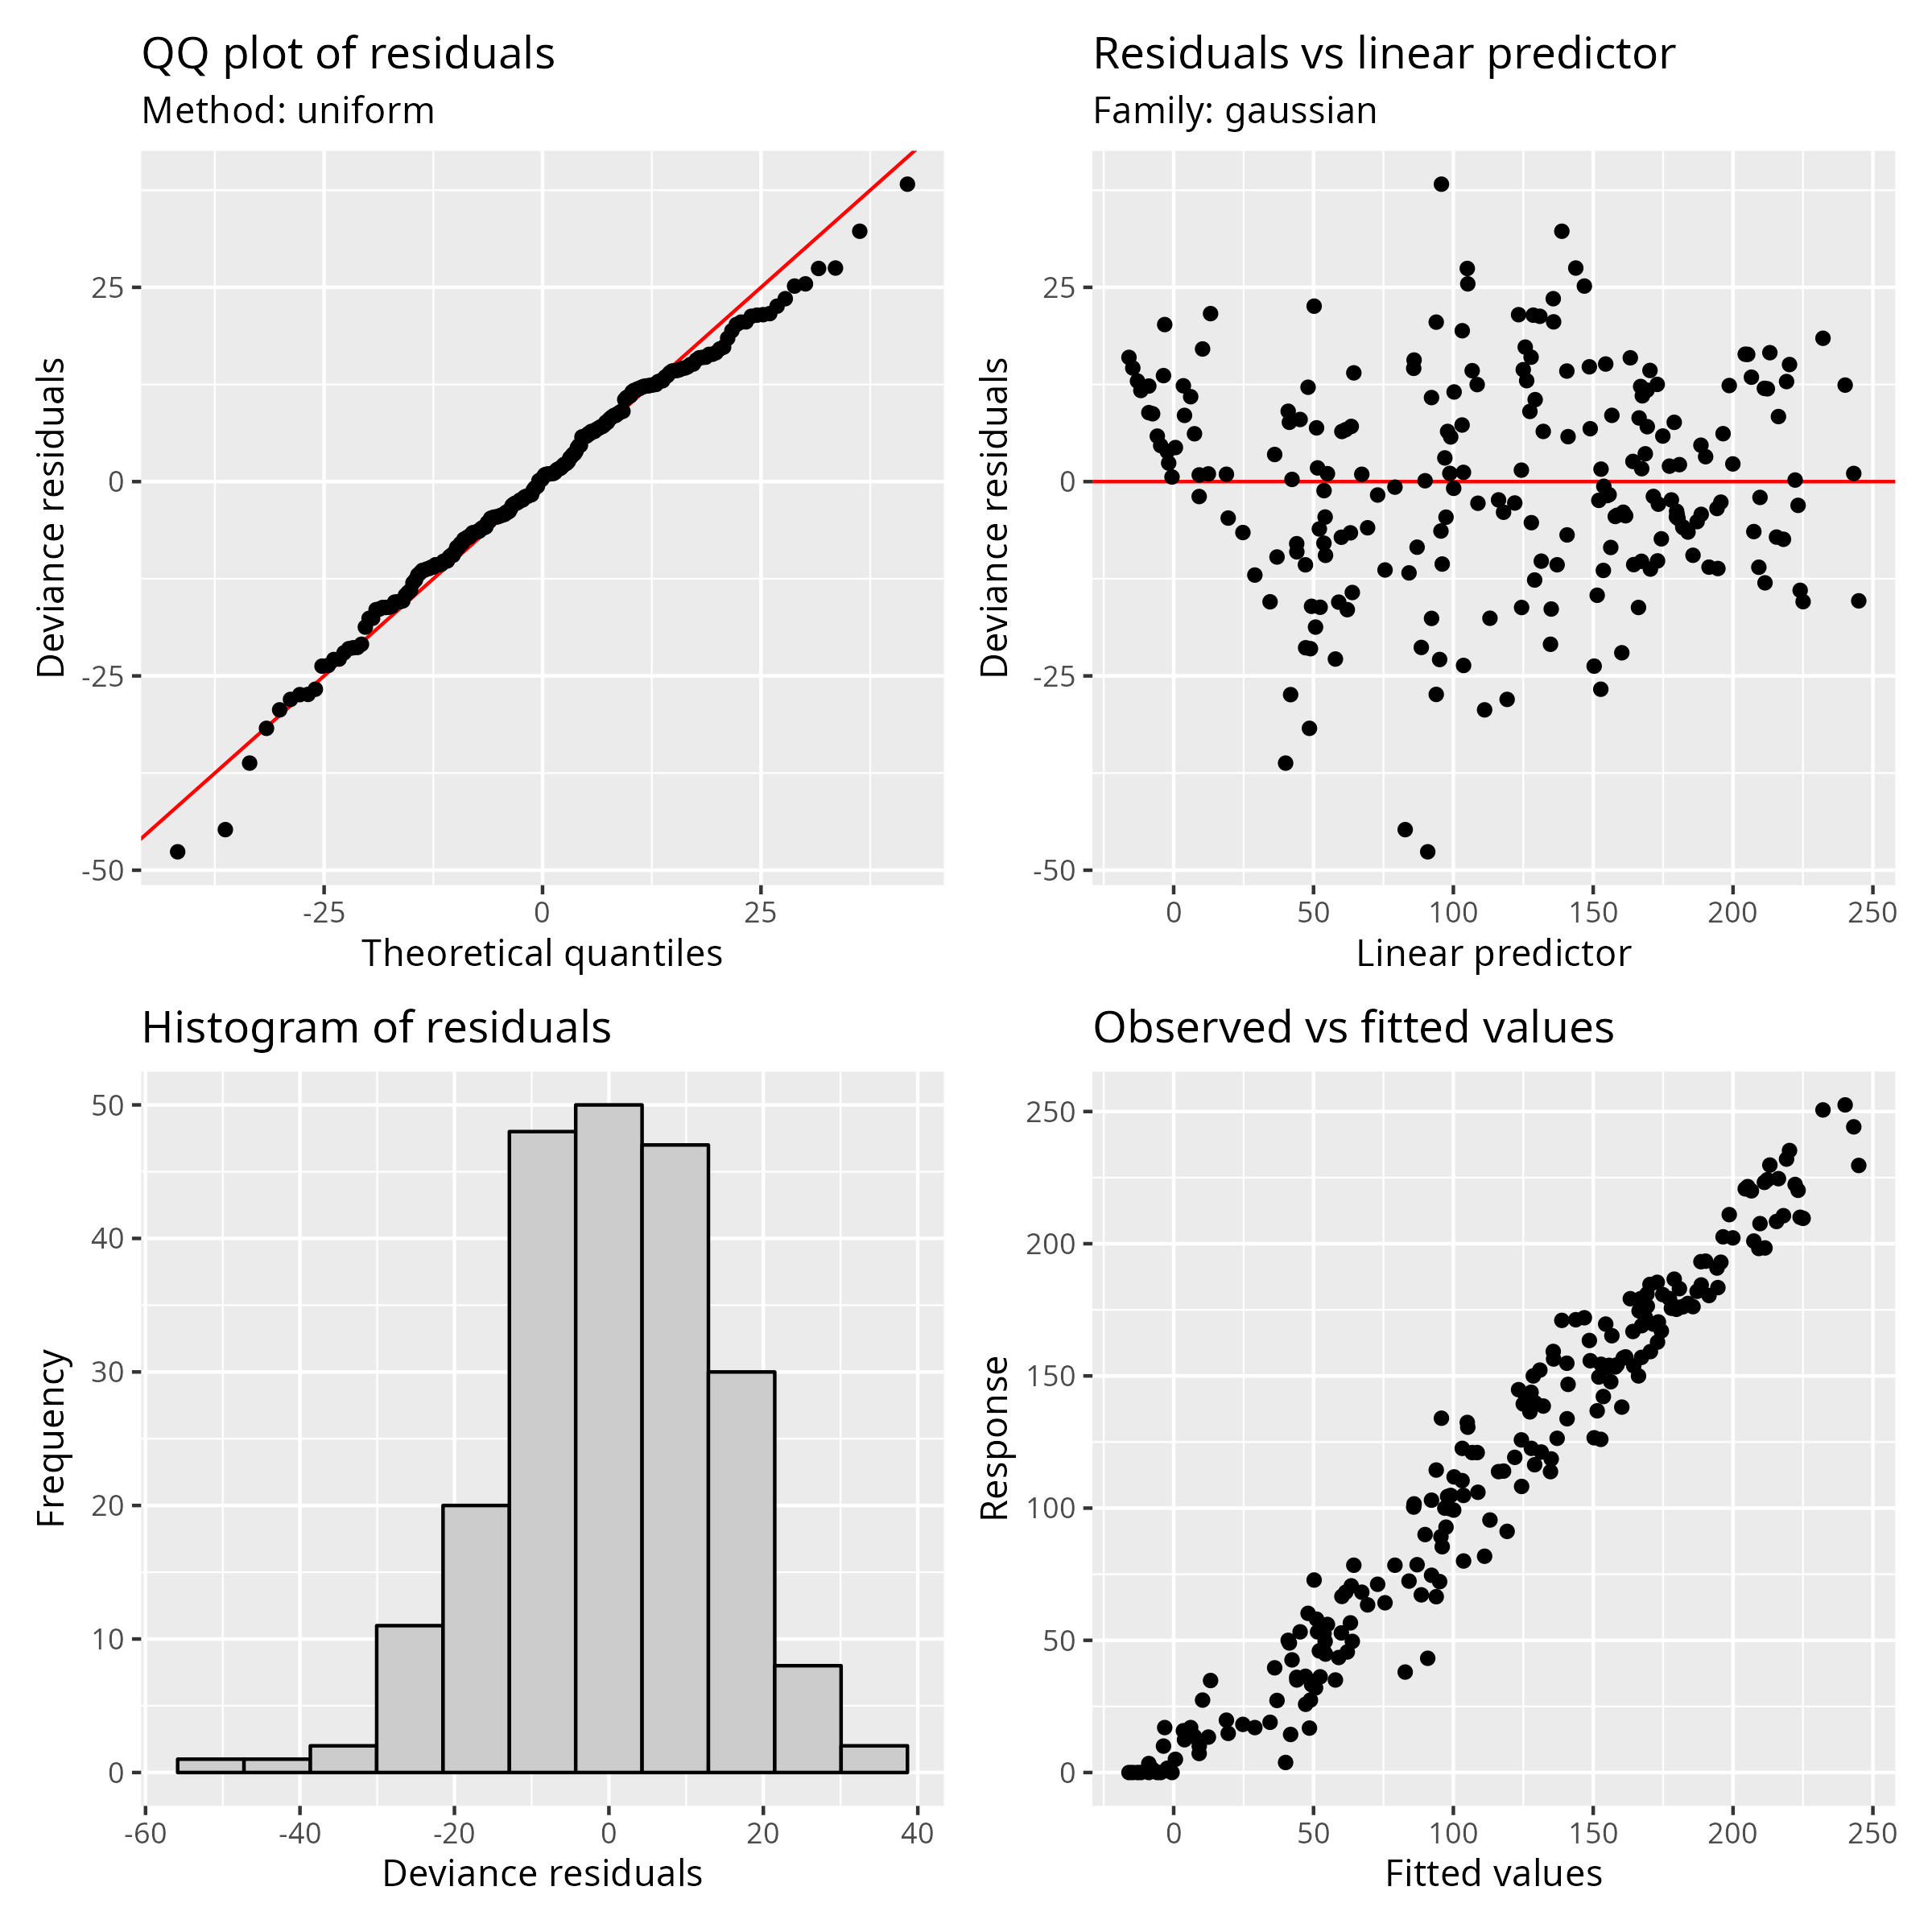 QQ plot of residuals
Method: uniform
Deviance residuals
25
0
-25
-50
-25
0
25
Theoretical quantiles
Residuals vs linear predictor
Family: gaussian
Deviance residuals
25
0
-25
-50
0
50
100
150
200
250
Linear predictor
Histogram of residuals
Frequency
50
40
30
20
10
0
-60
-40
-20
0
20
40
Deviance residuals
Observed vs fitted values
Response
250
200
150
100
50
0
0
50
100
150
200
250
Fitted values